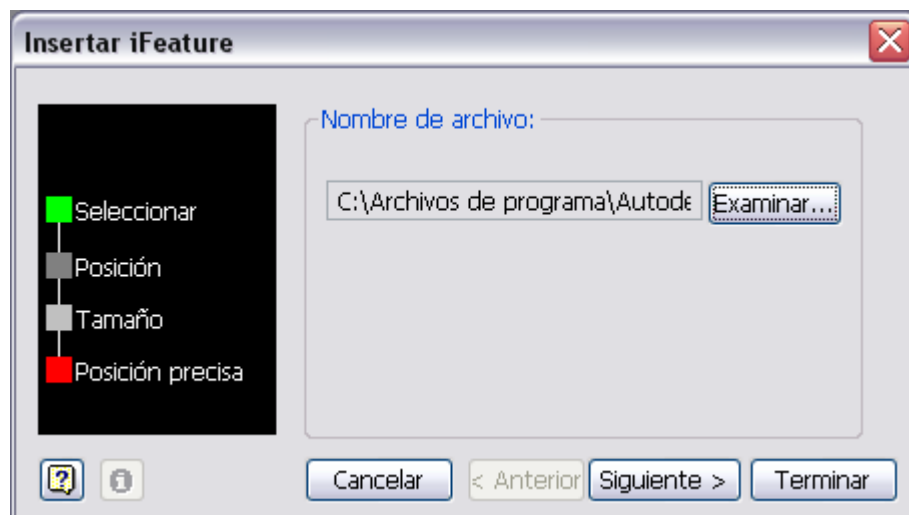 Insertar iFeature
Nombre de archivo:
C:\Archivos de programa\Autode
Examinar...
Seleccionar
Posición
Tamaño
Posición precisa
Cancelar
< Anterior
Siguiente >
Terminar